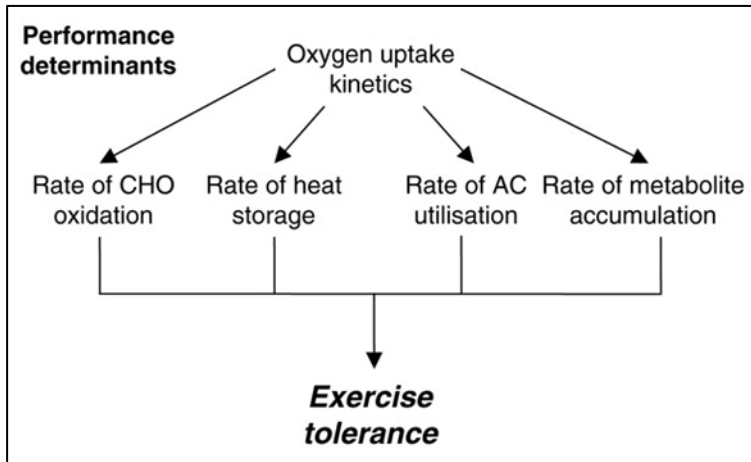 Performance
determinants
Oxygen uptake
kinetics
Rate of CHO
oxidation
Rate of heat
storage
Rate of AC
utilisation
Rate of metabolite
accumulation
Exercise
tolerance